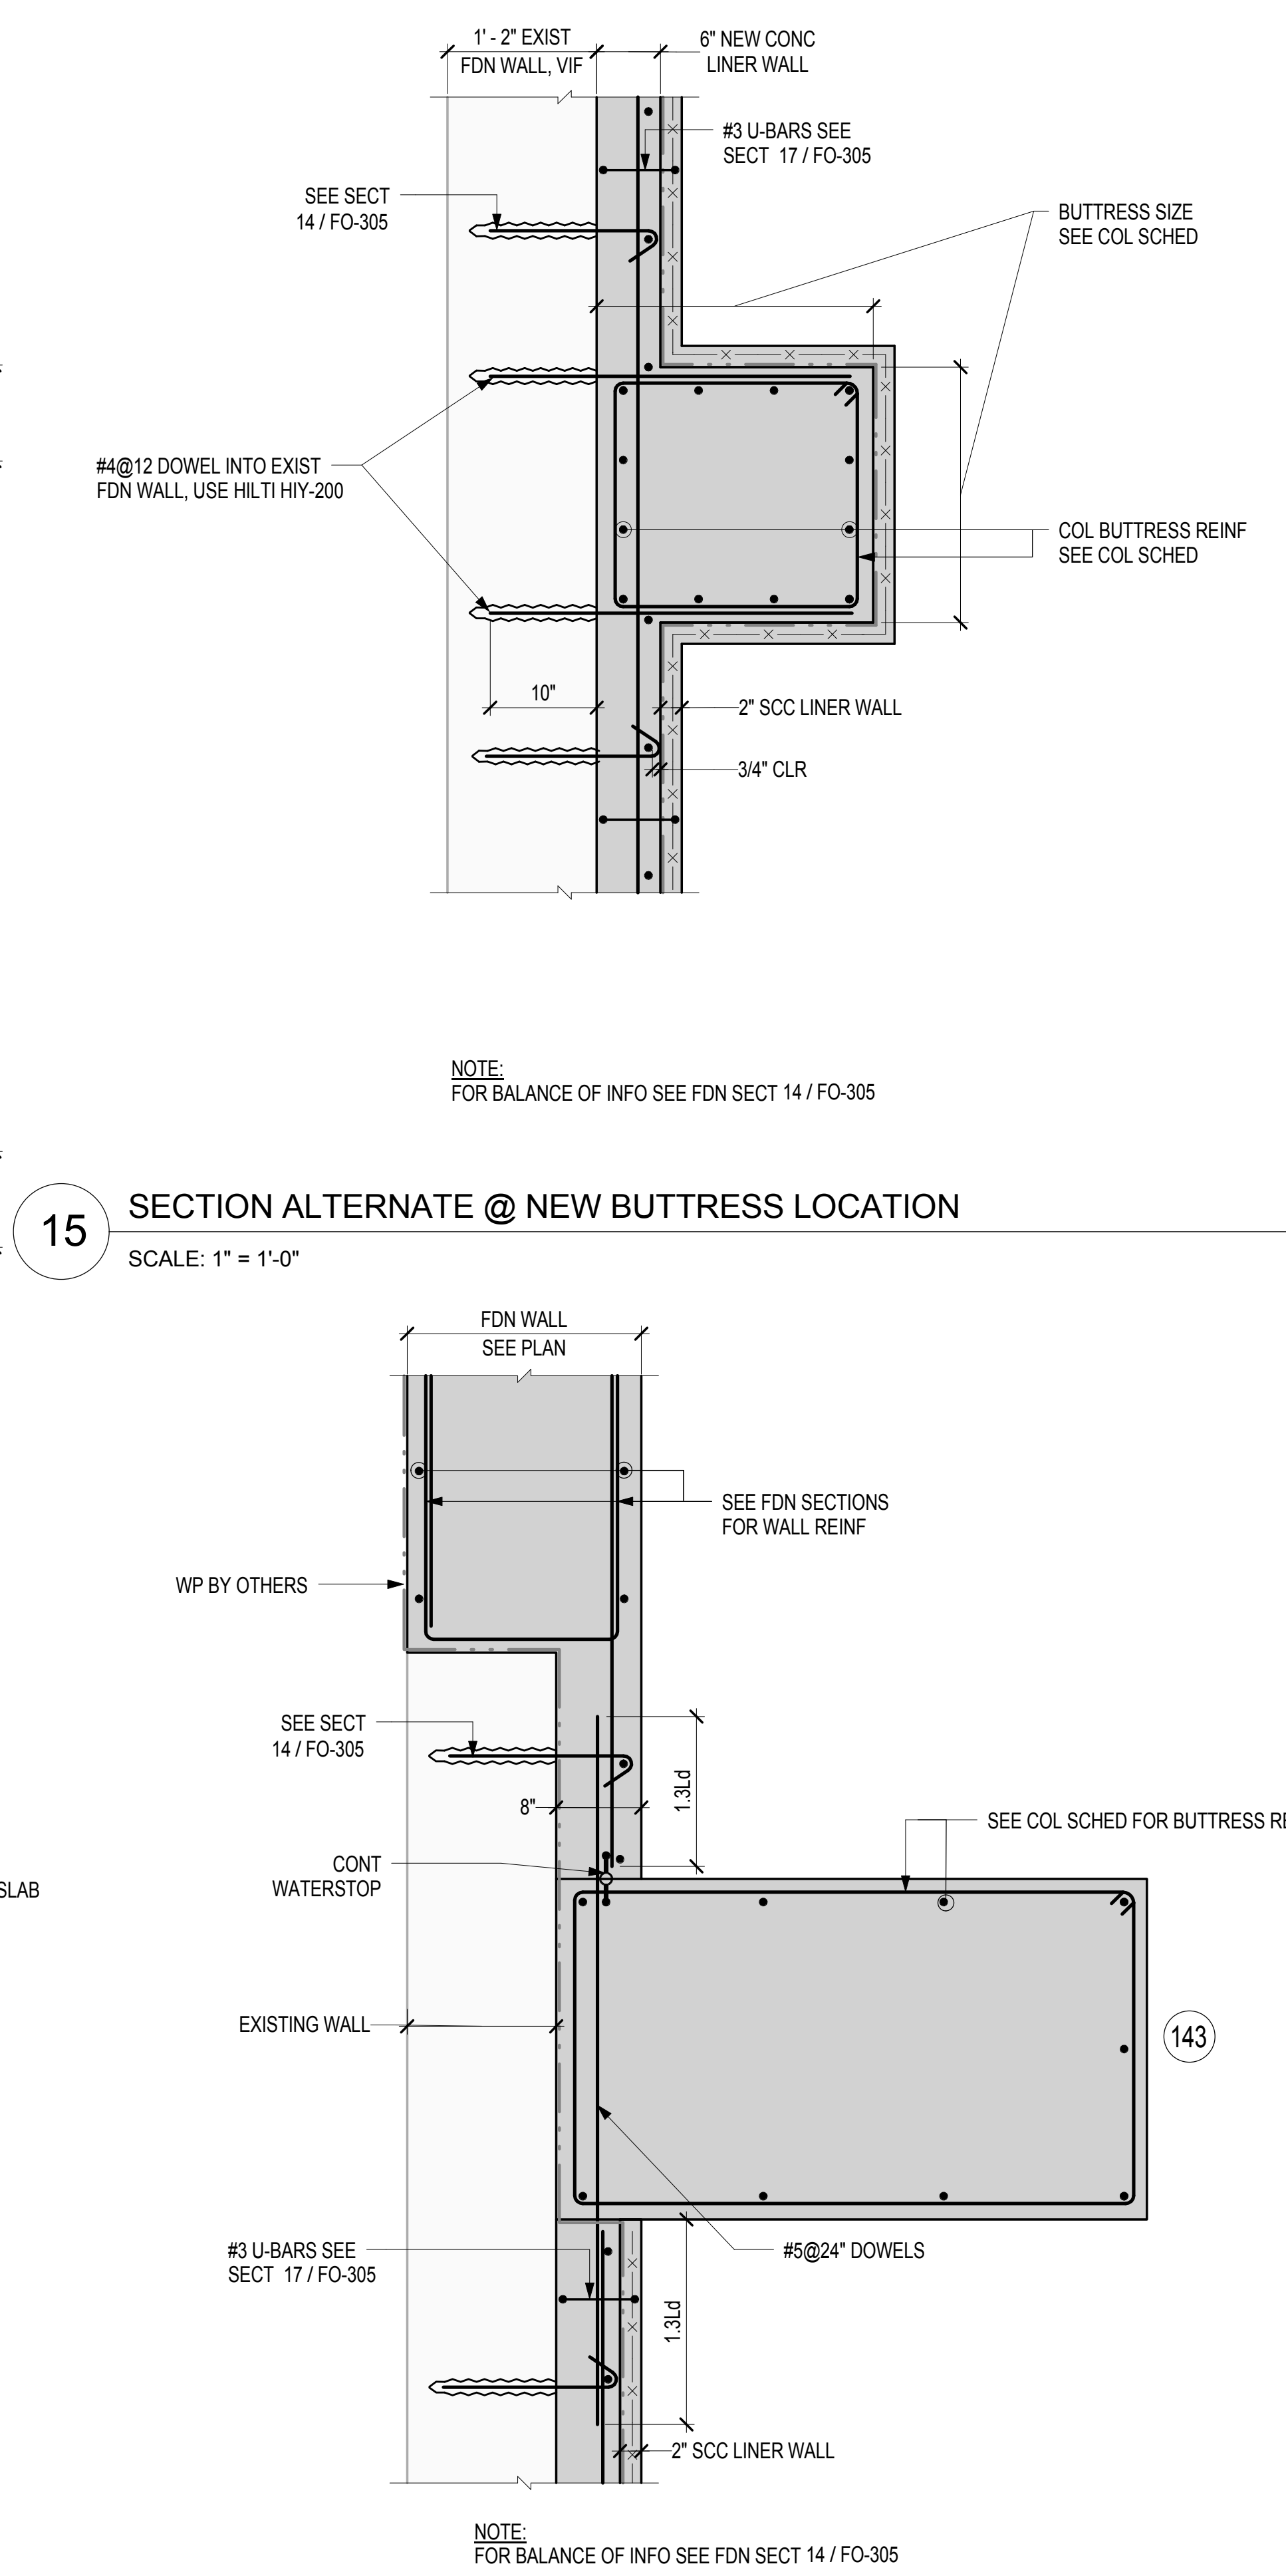 1' - 2" EXIST
FDN WALL, VIF
6" NEW CONC
LINER WALL
#3 U-BARS SEE
SECT 17 / FO-305
SEE SECT
14 / FO-305
BUTTRESS SIZE
SEE COL SCHED
#4@12 DOWEL INTO EXIST
FDN WALL, USE HILTI HIY-200
COL BUTTRESS REINF
SEE COL SCHED
10"
2" SCC LINER WALL
3/4" CLR
NOTE:
FOR BALANCE OF INFO SEE FDN SECT 14 / FO-305
15
SECTION ALTERNATE @ NEW BUTTRESS LOCATION
SCALE: 1" = 1'-0"
FDN WALL
SEE PLAN
SEE FDN SECTIONS
FOR WALL REINF
WP BY OTHERS
SEE SECT
14 / FO-305
1.3Ld
8"
SEE COL SCHED FOR BUTTRESS RE
CONT
WATERSTOP
SLAB
EXISTING WALL
143
#3 U-BARS SEE
SECT 17 / FO-305
#5@24" DOWELS
1.3Ld
2" SCC LINER WALL
NOTE:
FOR BALANCE OF INFO SEE FDN SECT 14 / FO-305